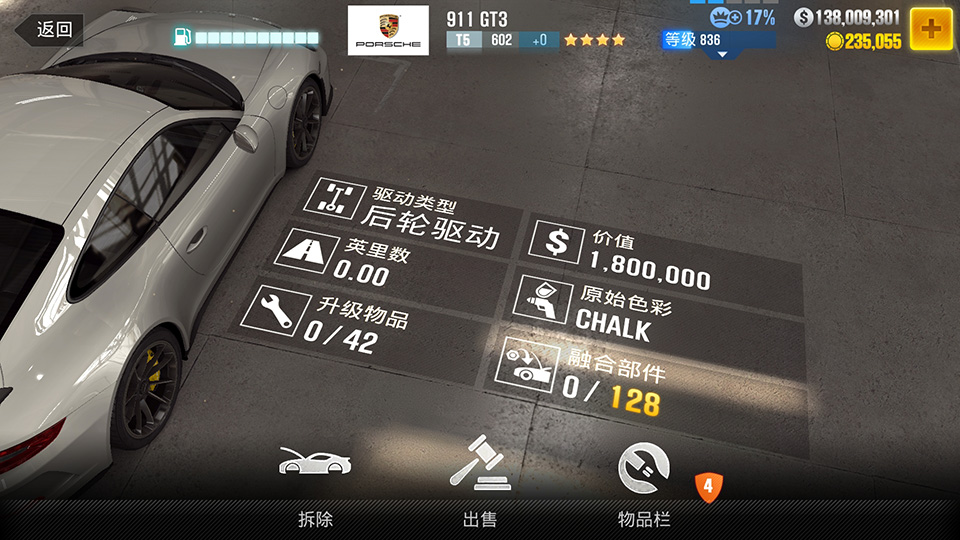 返回
PORSCHE
911 GT3
T5 602 +0
17%
138,009,301
等级 836
235,055
驱动类型
后轮驱动
英里数
0.00
升级物品
0/42
价值
1,800,000
原始色彩
CHALK
融合部件
0/128
4
拆除
出售
物品栏